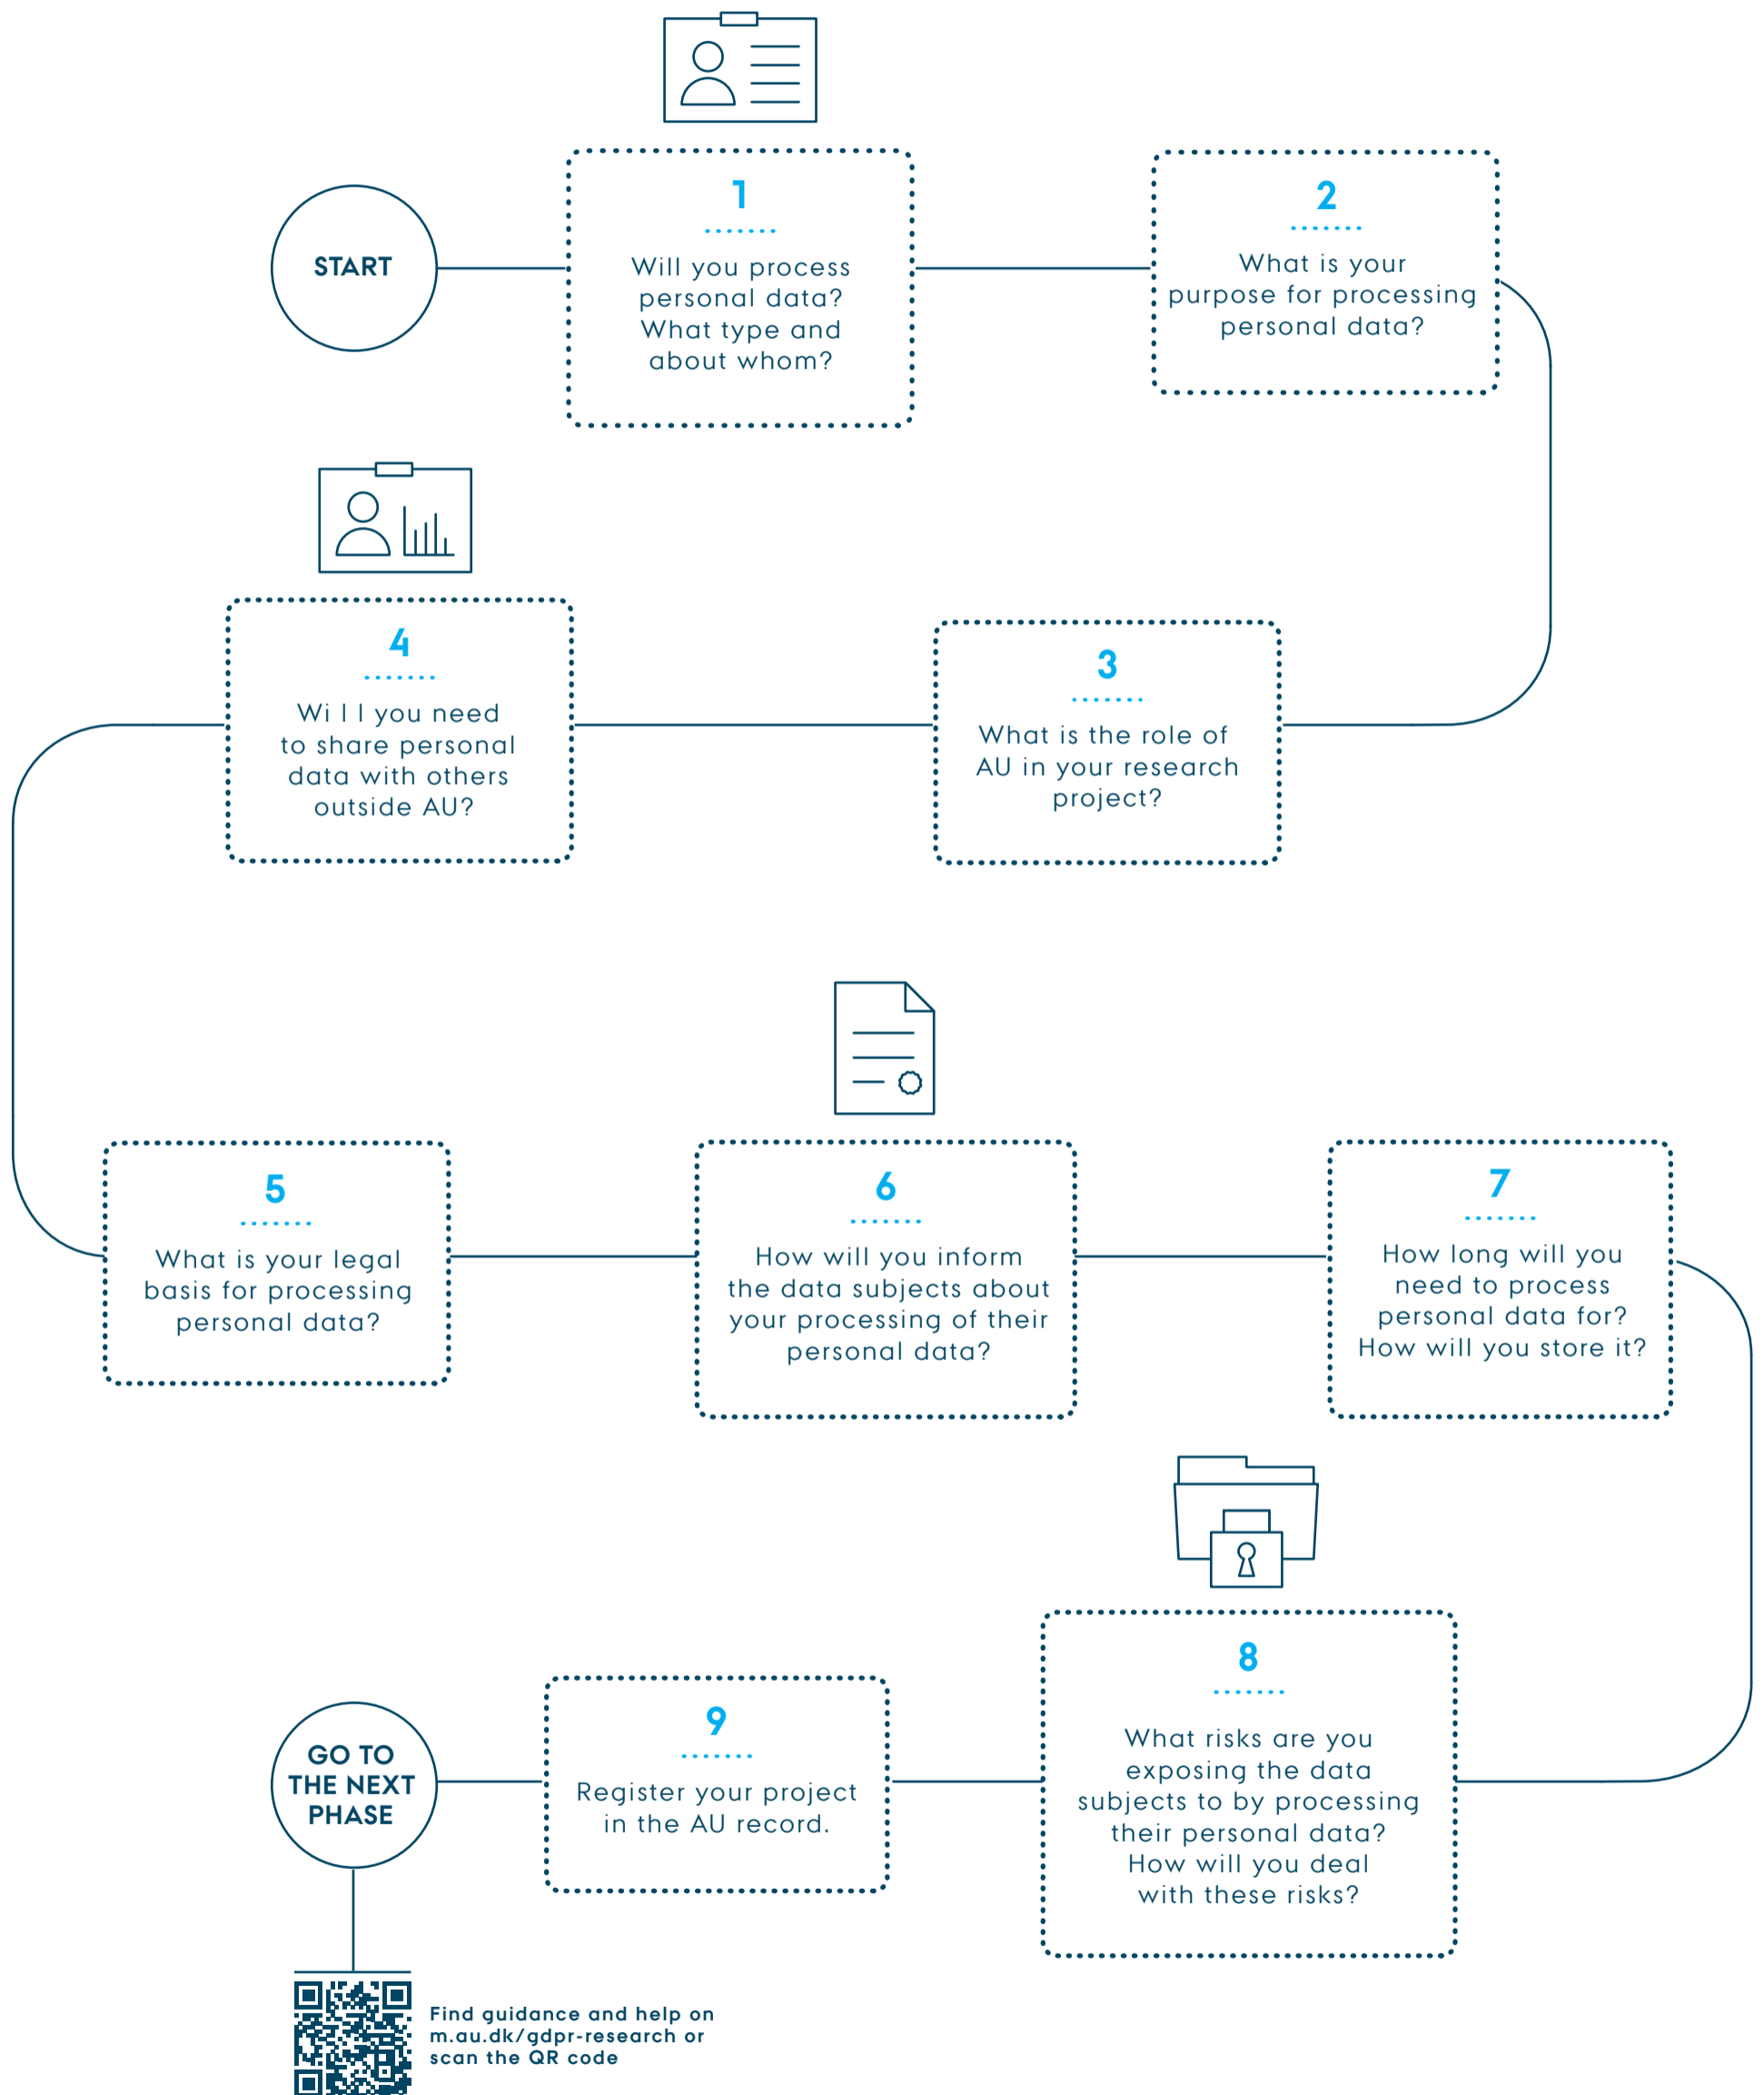 START
1
Will you process
personal data?
What type and
about whom?
2
What is your
purpose for processing
personal data?
3
What is the role of
AU in your research
project?
4
Wi l l you need
to share personal
data with others
outside AU?
5
What is your legal
basis for processing
personal data?
6
How will you inform
the data subjects about
your processing of their
personal data?
7
How long will you
need to process
personal data for?
How will you store it?
8
What risks are you
exposing the data
subjects to by processing
their personal data?
How will you deal
with these risks?
9
Register your project
in the AU record.
GO TO
THE NEXT
PHASE
Find guidance and help on
m.au.dk/gdpr-research or
scan the QR code